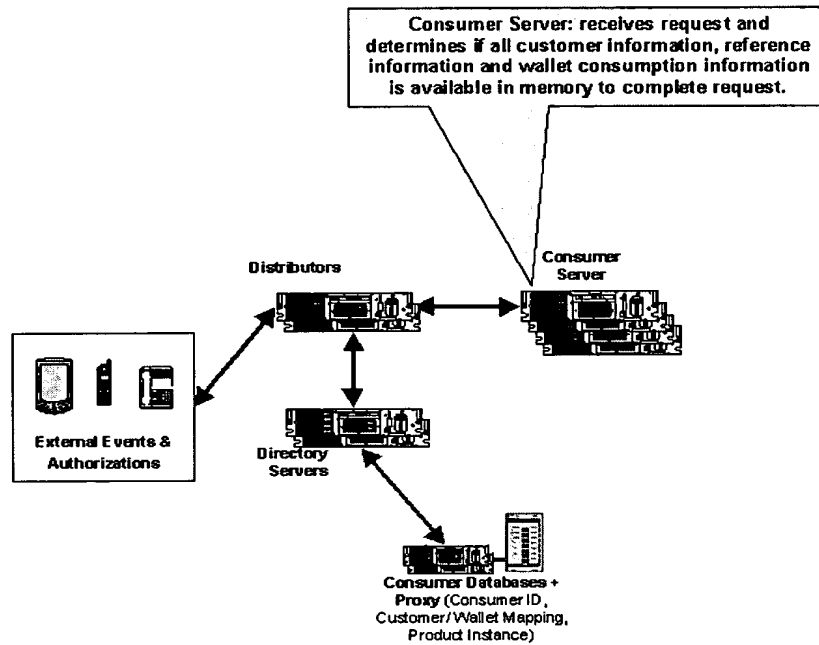 Consumer Server: receives request and
determines if all customer information, reference
information and wallet consumption information
is available in memory to complete request.
Distributors
Consumer
Server
External Events &
Authorizations
Directory
Servers
Consumer Databases +
Proxy (Consumer ID,
Customer/Wallet Mapping,
Product Instance)